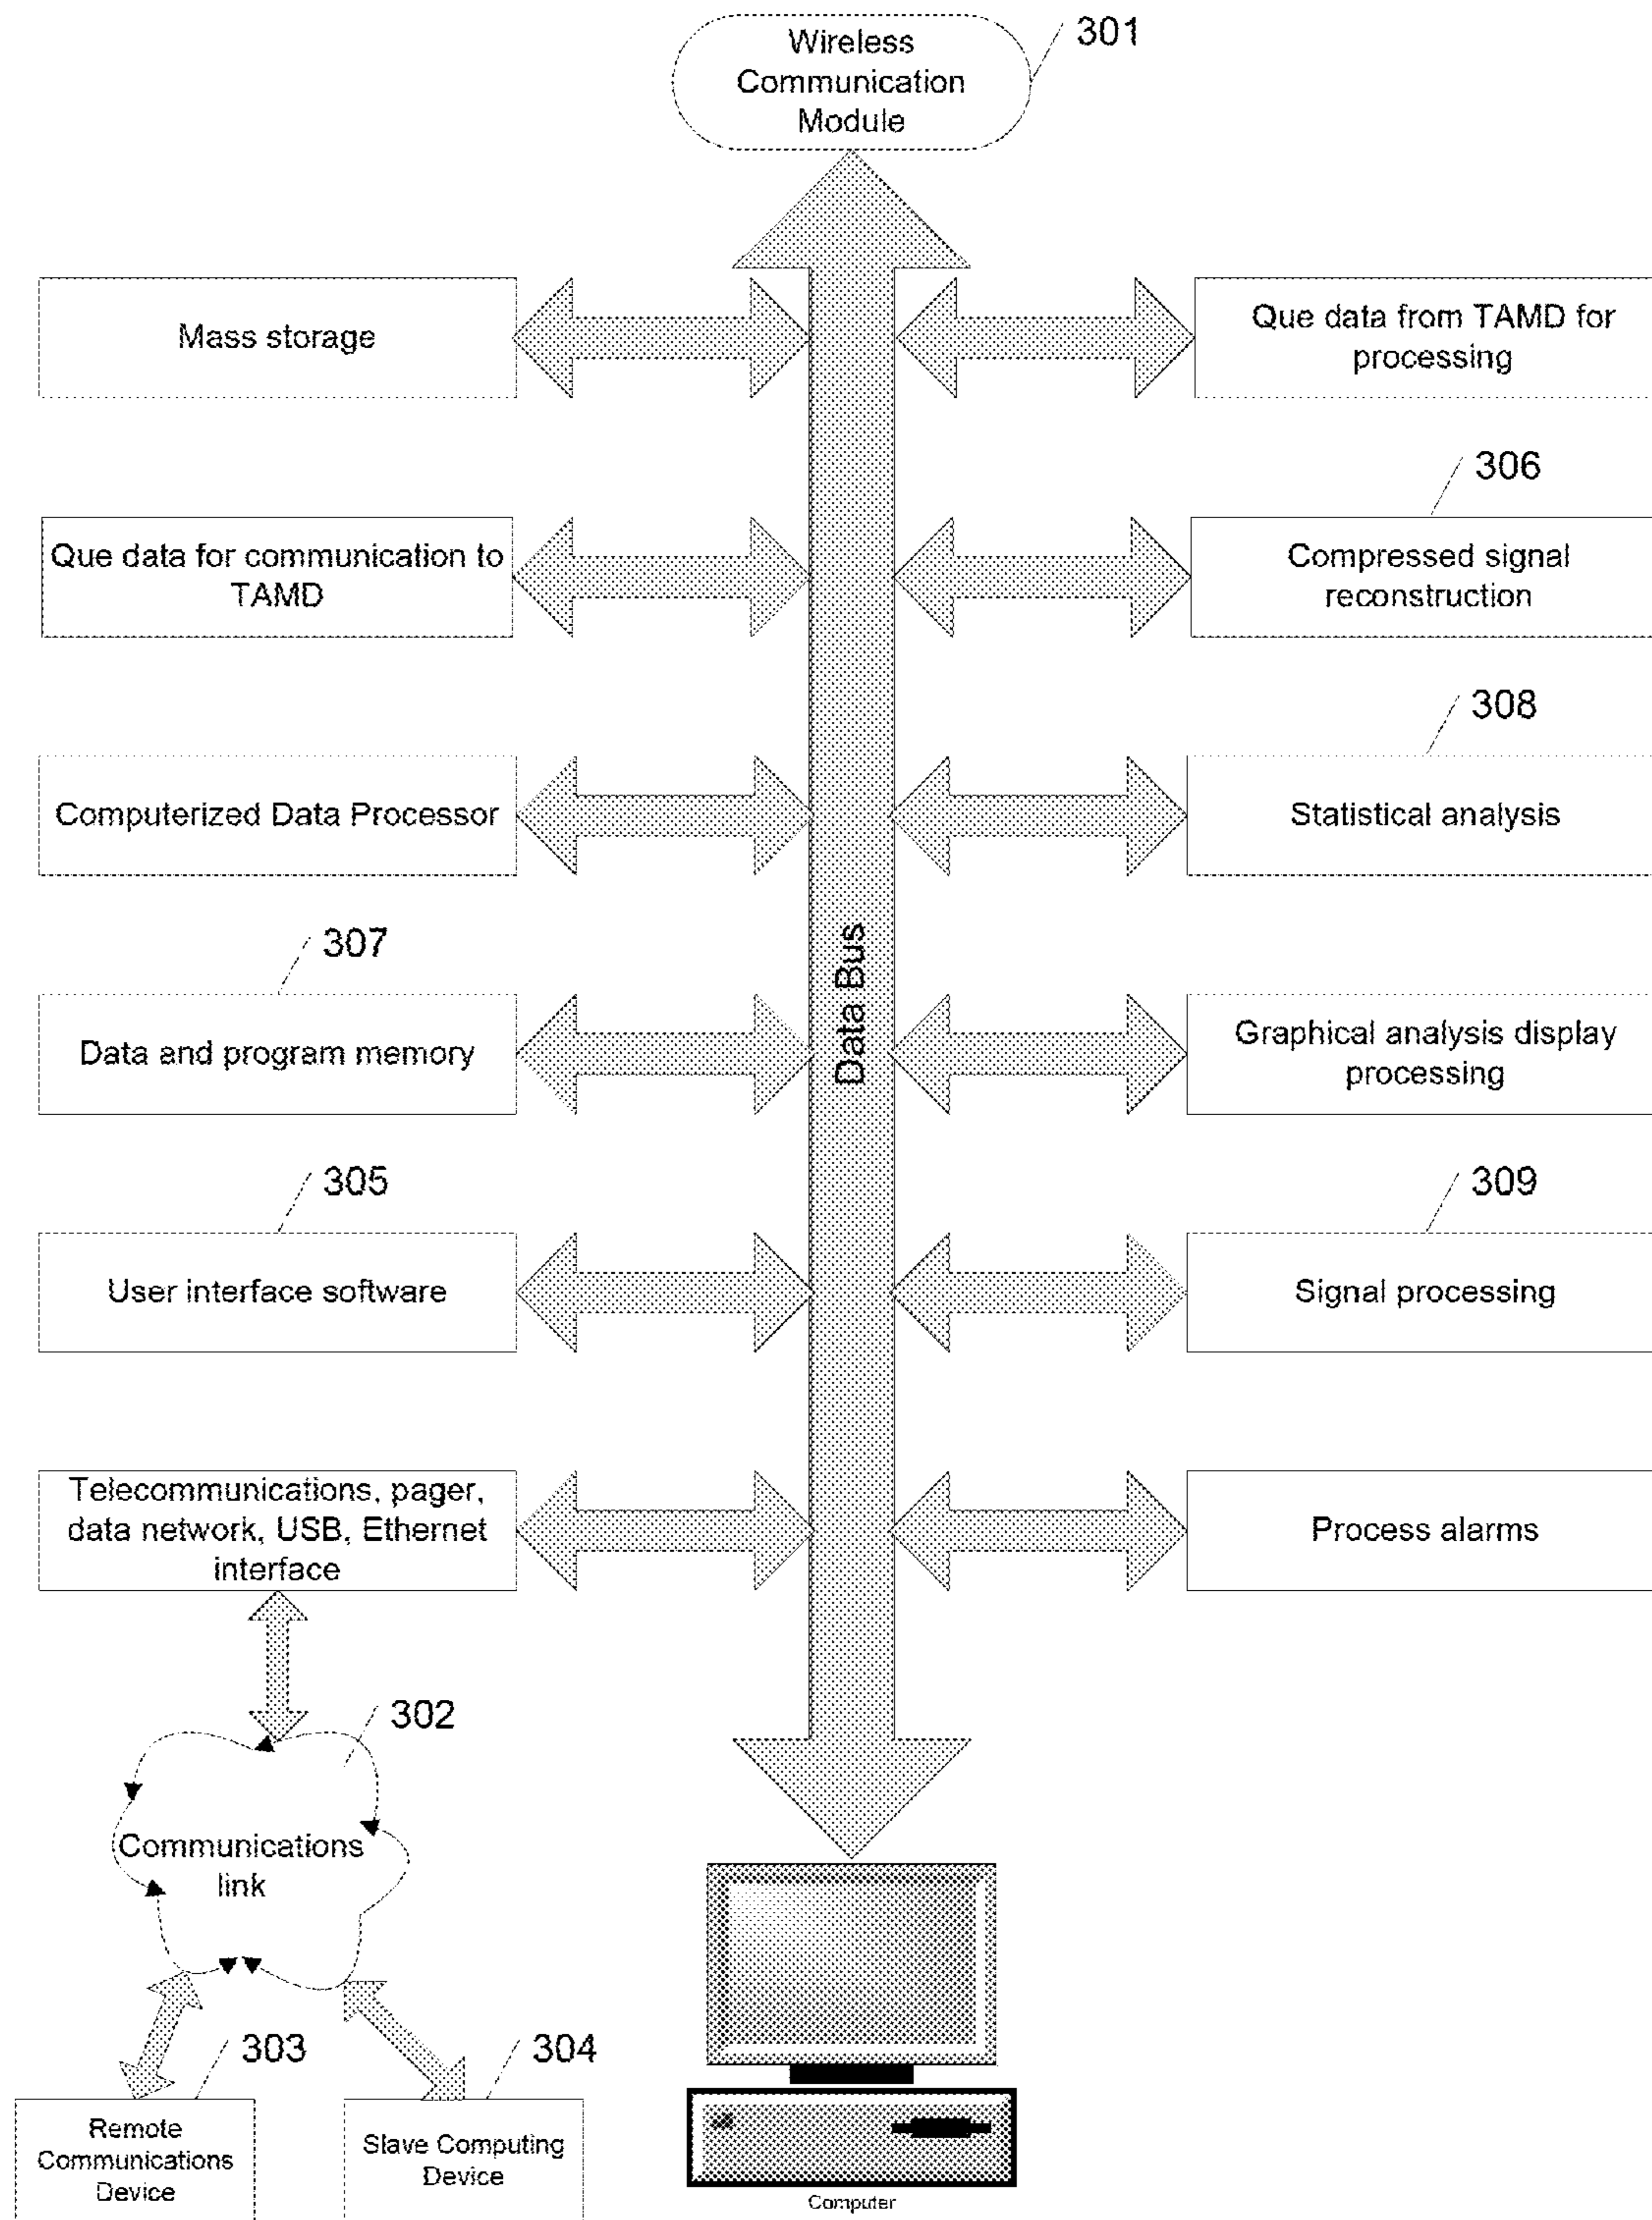 Wireless
Communication
Module
301
Mass storage
Que data from TAMD for
processing
306
Que data for communication to
TAMD
Compressed signal
reconstruction
308
Computerized Data Processor
Statistical analysis
307
Data Bus
Data and program memory
Graphical analysis display
processing
305
309
User interface software
Signal processing
Telecommunications, pager,
data network, USB, Ethernet
interface
Process alarms
302
Communications
link
303
304
Remote
Communications
Device
Slave Computing
Device
Computer